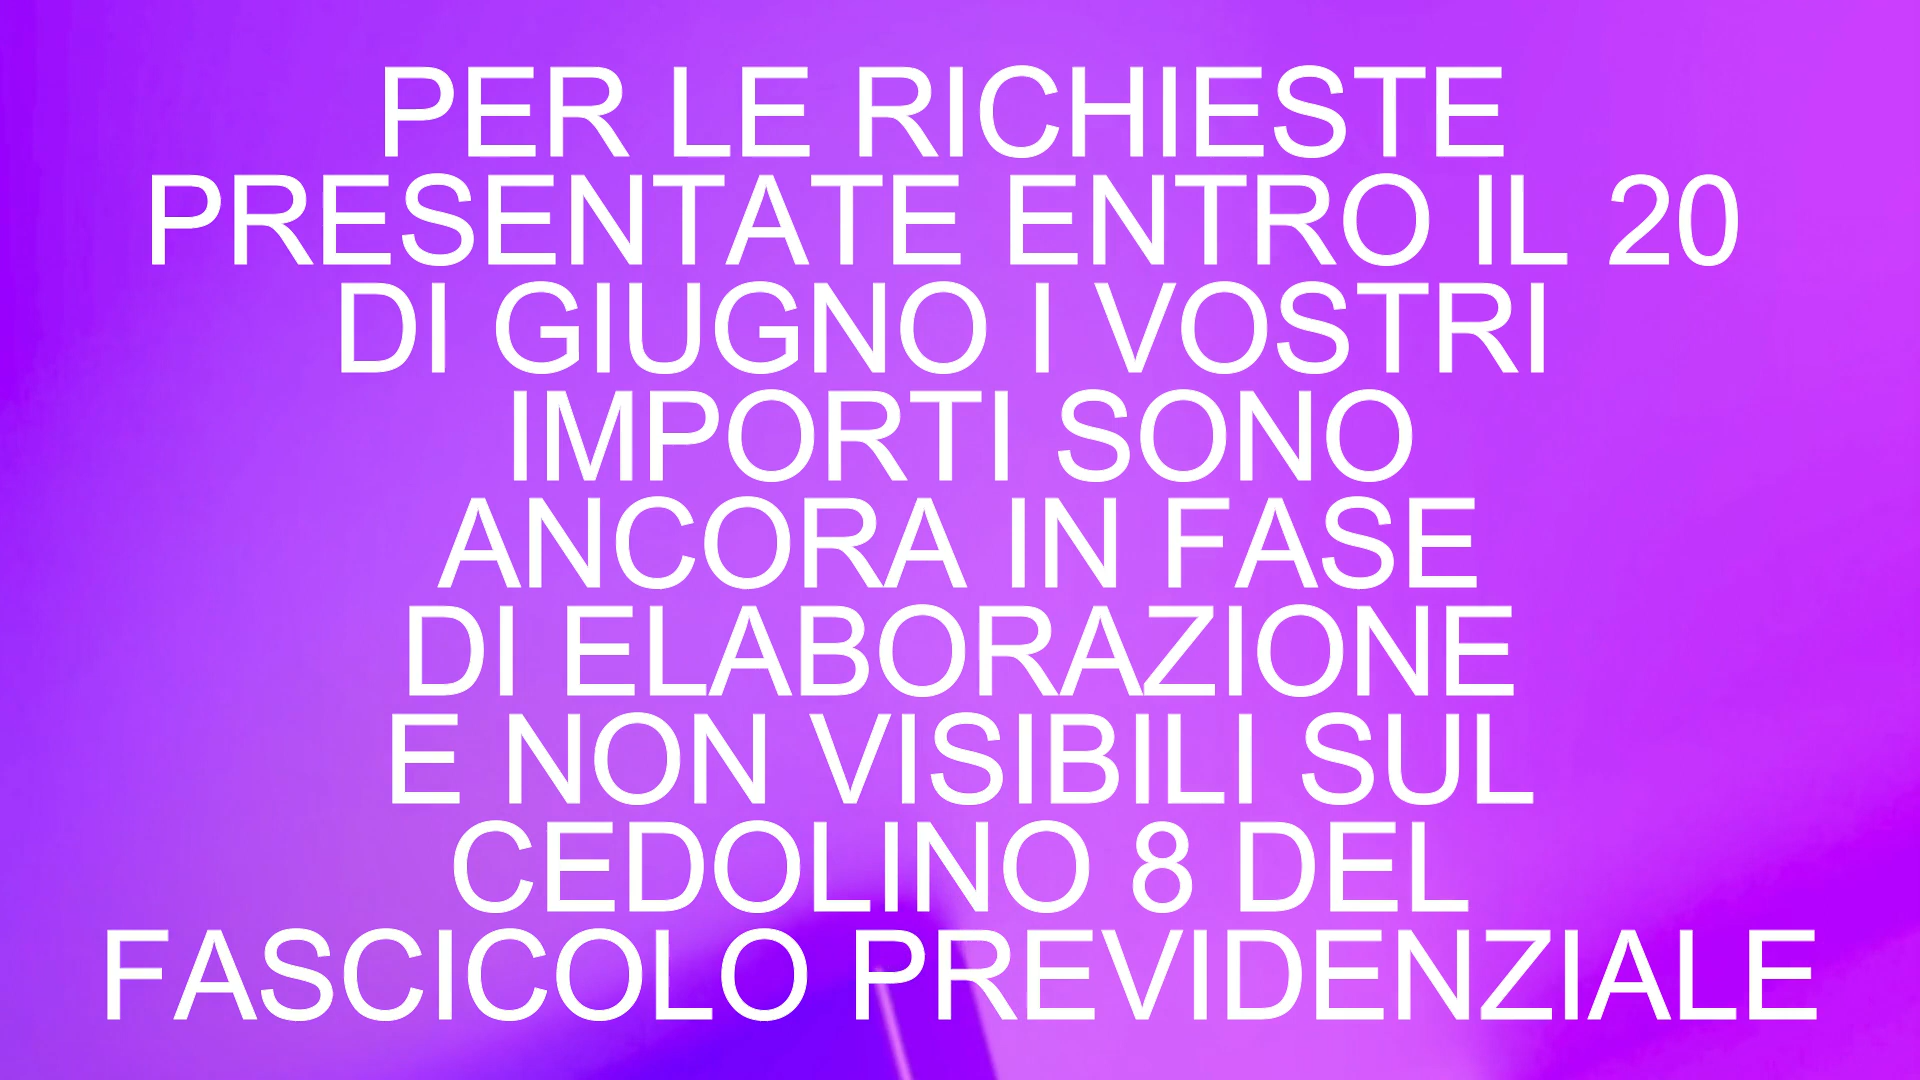 PER LE RICHIESTE
PRESENTATE ENTRO IL 20
DI GIUGNO I VOSTRI
IMPORTI SONO
ANCORA IN FASE
DI ELABORAZIONE
E NON VISIBILI SUL
CEDOLINO 8 DEL
FASCICOLO PREVIDENZIALE